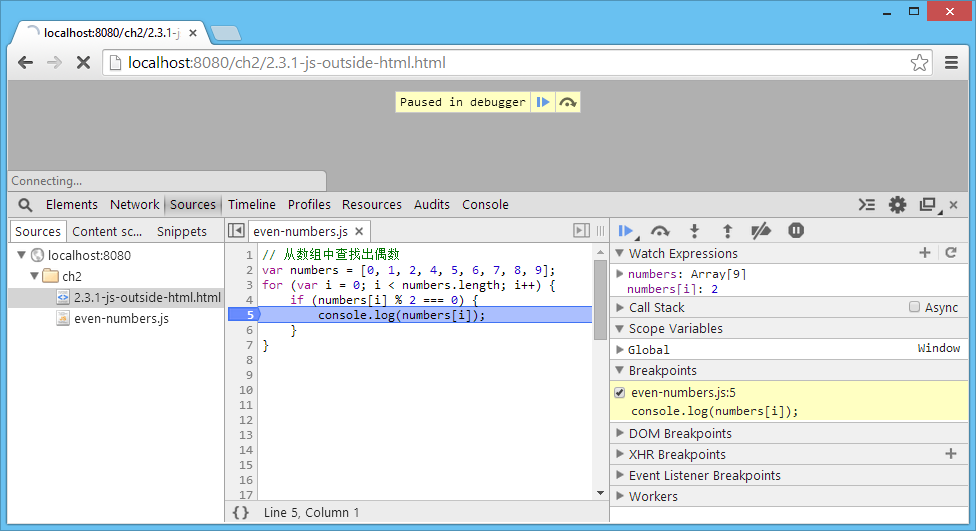 localhost:8080/ch2/2.3.1-j
localhost:8080/ch2/2.3.1-js-outside-html.html
Paused in debugger
Connecting...
Elements Network Sources Timeline Profiles Resources Audits Console
Sources Content sc... Snippets
localhost:8080
ch2
2.3.1-js-outside-html.html
even-numbers.js
even-numbers.js
1 // 从数组中查找出偶数
2 var numbers = [0, 1, 2, 4, 5, 6, 7, 8, 9];
3 for (var i = 0; i < numbers.length; i++) {
4 if (numbers[i] % 2 === 0) {
5 console.log(numbers[i]);
6 }
7 }
8
9
10
11
12
13
14
15
16
17
{} Line 5, Column 1
Watch Expressions
numbers: Array[9]
numbers[i]: 2
Call Stack Async
Scope Variables
Global Window
Breakpoints
even-numbers.js:5
console.log(numbers[i]);
DOM Breakpoints
XHR Breakpoints
Event Listener Breakpoints
Workers